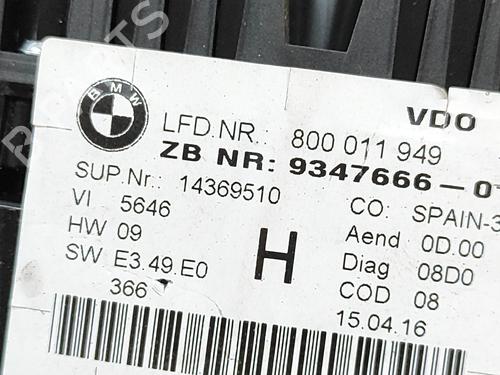 BMW
VDO
LFD.NR.: 800 011 949
ZB NR: 9347666-0
SUP.Nr.: 14369510
CO: SPAIN-3
VI 5646
Aend 0D.00
HW 09
H
Diag 08D0
SW E3.49.E0
COD 08
366
15.04.16